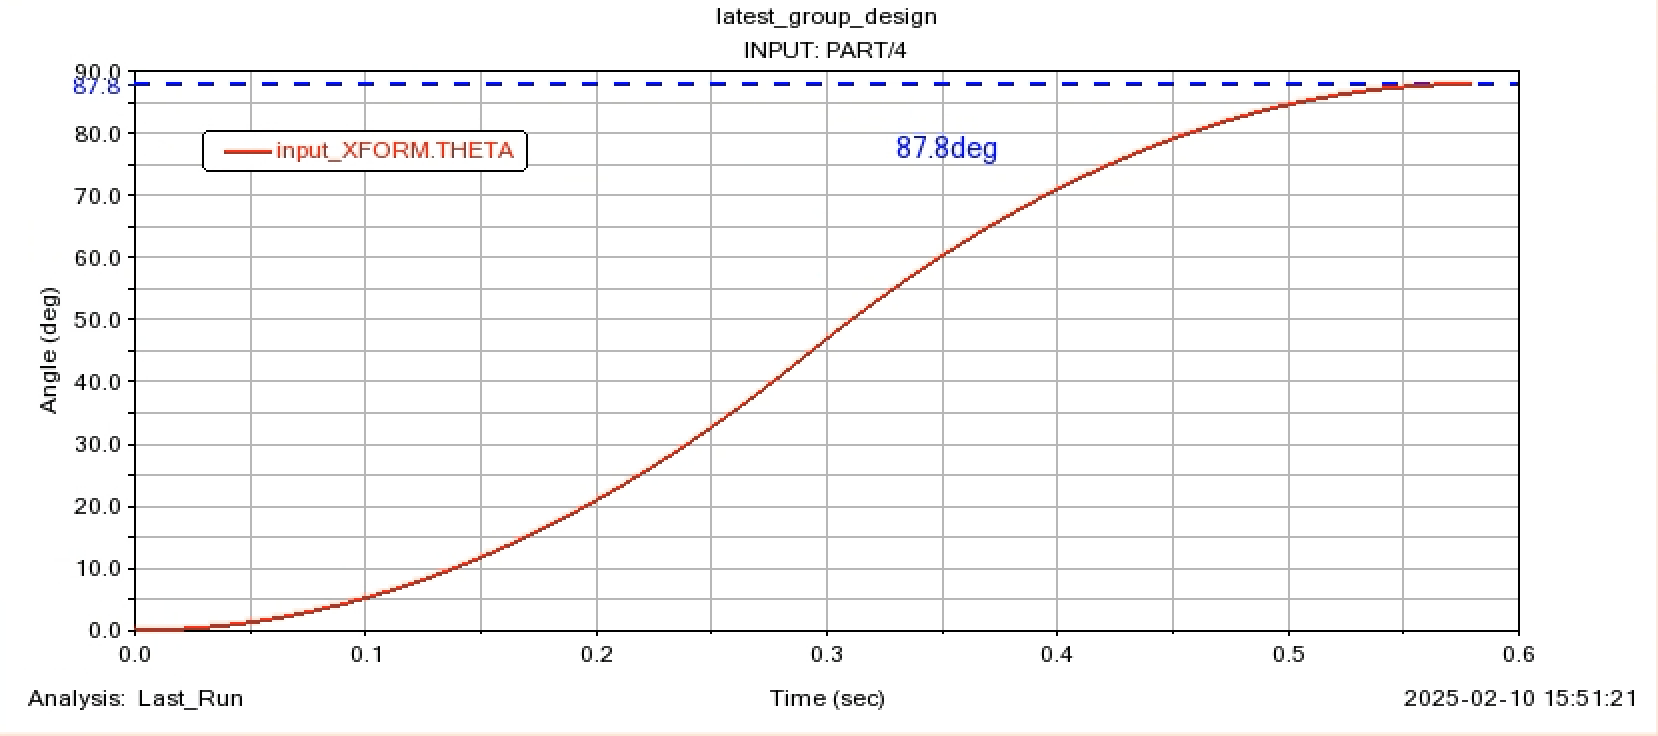 latest_group_design
INPUT: PART/4
90.0
87.8
80.0
70.0
60.0
50.0
40.0
30.0
20.0
10.0
0.0
Angle (deg)
input_XFORM.THETA
87.8deg
0.0 0.1 0.2 0.3 0.4 0.5 0.6
Analysis: Last_Run Time (sec) 2025-02-10 15:51:21